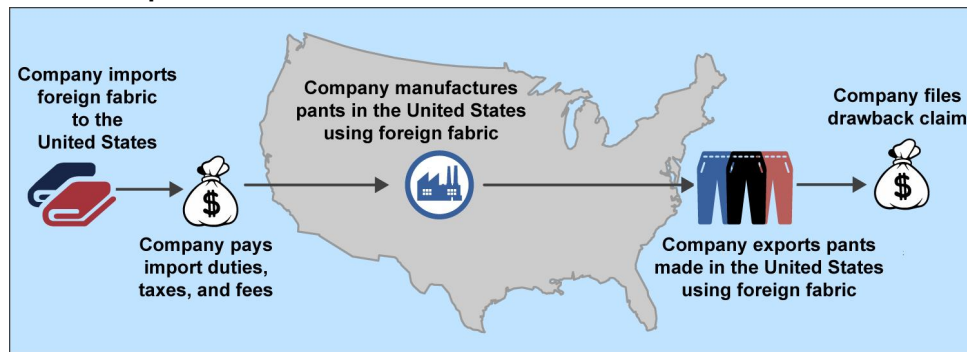 Company imports
foreign fabric
to the
United States
$
Company pays
import duties,
taxes, and fees
Company manufactures
pants in the United States
using foreign fabric
Company exports pants
made in the United States
using foreign fabric
Company files
drawback claim
$